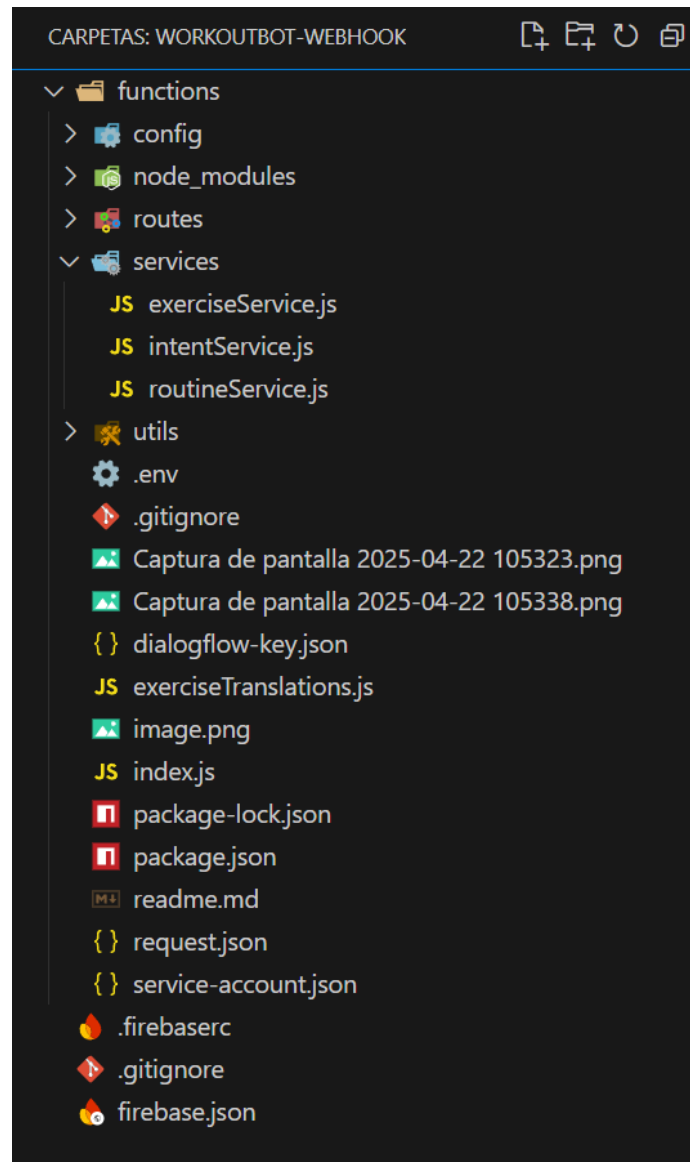 CARPETAS: WORKOUTBOT-WEBHOOK
functions
config
JS node_modules
routes
services
JS exerciseService.js
JS intentService.js
JS routineService.js
utils
.env
.gitignore
Captura de pantalla 2025-04-22 105323.png
Captura de pantalla 2025-04-22 105338.png
{ } dialogflow-key.json
JS exerciseTranslations.js
image.png
JS index.js
package-lock.json
package.json
M↓ readme.md
{ } request.json
{ } service-account.json
.firebaserc
.gitignore
firebase.json